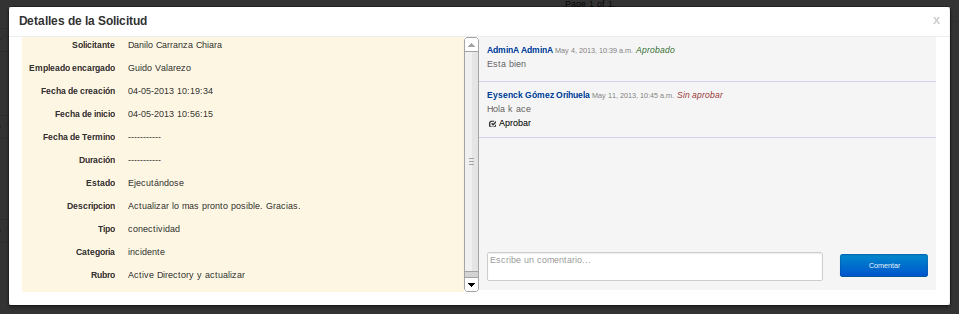 Page 1 of 1
Detalles de la Solicitud x
Solicitante Danilo Carranza Chiara
Empleado encargado Guido Valarezo
Fecha de creación 04-05-2013 10:19:34
Fecha de inicio 04-05-2013 10:56:15
Fecha de Termino -----------
Duración -----------
Estado Ejecutándose
Descripcion Actualizar lo mas pronto posible. Gracias.
Tipo conectividad
Categoria incidente
Rubro Active Directory y actualizar
AdminA AdminA May 4, 2013, 10:39 a.m. Aprobado
Esta bien
Eysenck Gómez Orihuela May 11, 2013, 10:45 a.m. Sin aprobar
Hola k ace
Aprobar
Escribe un comentario...
Comentar